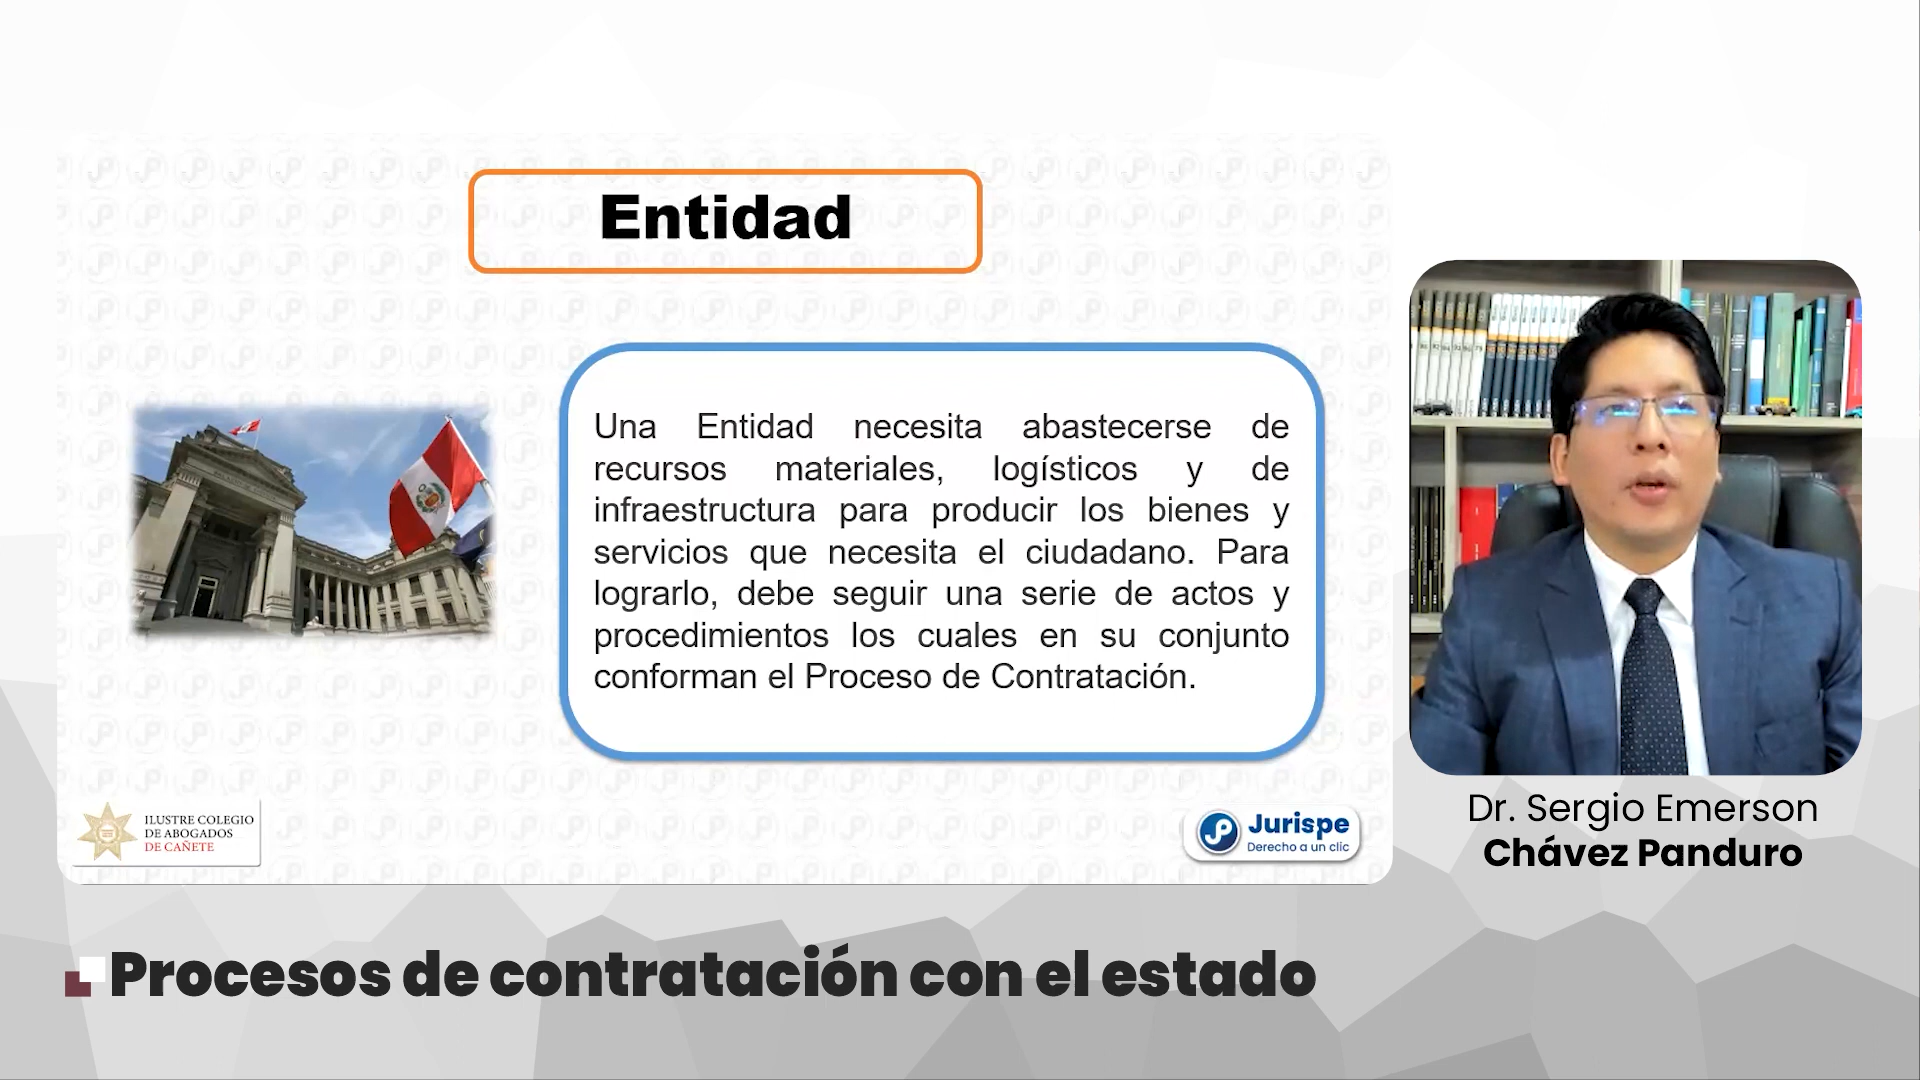 Entidad
Una Entidad necesita abastecerse de
recursos materiales, logísticos y de
infraestructura para producir los bienes y
servicios que necesita el ciudadano. Para
lograrlo, debe seguir una serie de actos y
procedimientos los cuales en su conjunto
conforman el Proceso de Contratación.
ILUSTRE COLEGIO
DE ABOGADOS
DE CAÑETE
Jurispe
Derecho a un clic
Dr. Sergio Emerson
Chávez Panduro
Procesos de contratación con el estado